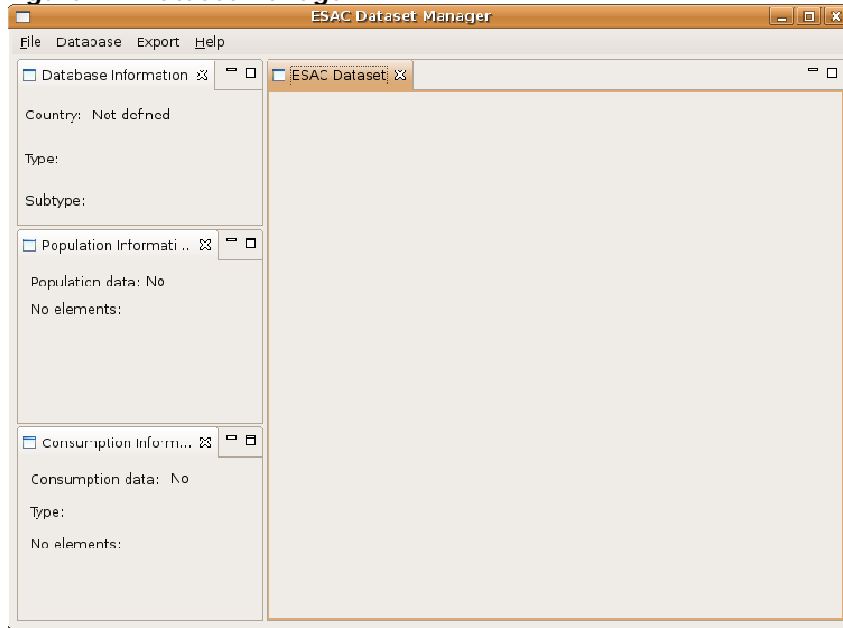 ESAC Dataset Manager
File Database Export Help
Database Information
Country: Not defined
Type:
Subtype:
Population Informati...
Population data: No
No elements:
Consumption Inform...
Consumption data: No
Type:
No elements:
ESAC Dataset